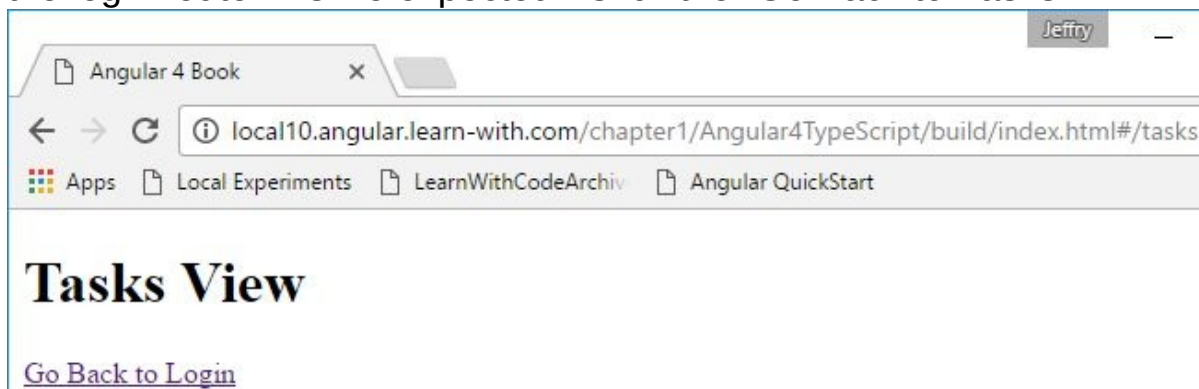 Jeffry
Angular 4 Book
local10.angular.learn-with.com/chapter1/Angular4TypeScript/build/index.html#/tasks
Apps Local Experiments LearnWithCodeArchiv Angular QuickStart
Tasks View
Go Back to Login